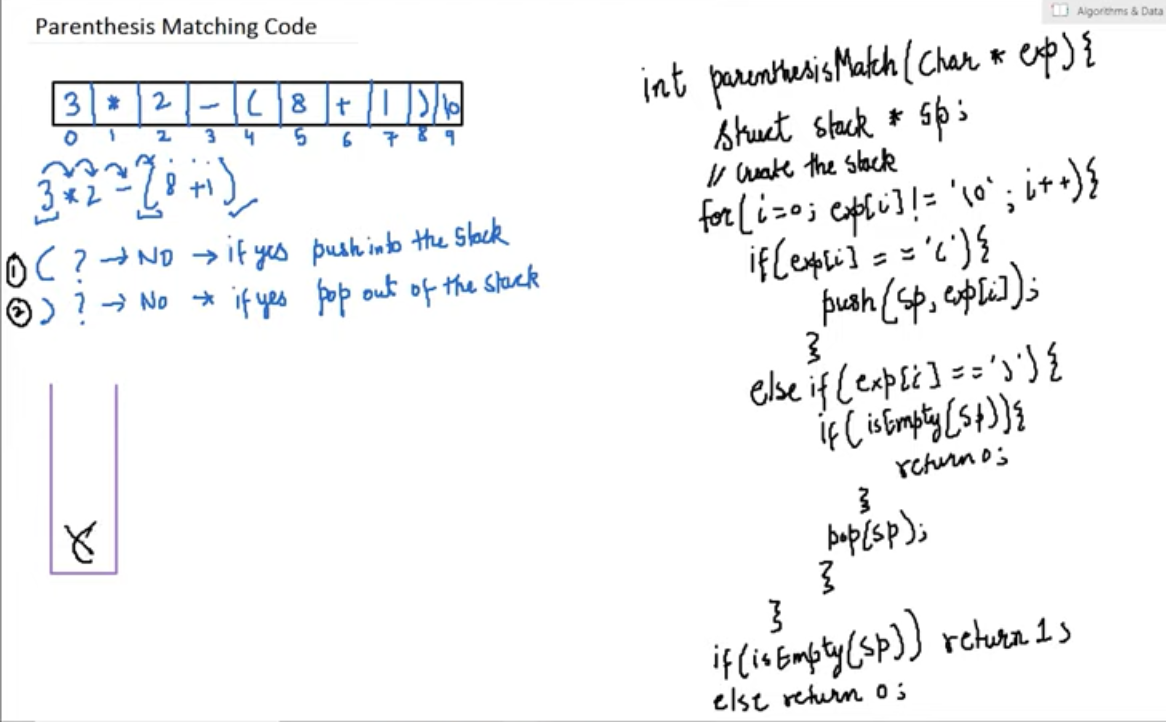 Algorithms & Data
Parenthesis Matching Code
3 * 2 - ( 8 + 1 ) \0
0 1 2 3 4 5 6 7 8 9
3 * 2 - ( 8 + 1 )
① ( ? → NO → if yes push into the stack
② ) ? → No → if yes pop out of the stack
(
int parenthesisMatch(char * exp){
struct stack * sp;
// Create the stack
for(i=0; exp[i]!= '\0'; i++){
if(exp[i] == '('){
push(sp, exp[i]);
}
else if(exp[i] == ')'){
if(isEmpty(sp)){
return 0;
}
pop(sp);
}
}
if(isEmpty(sp)) return 1;
else return 0;